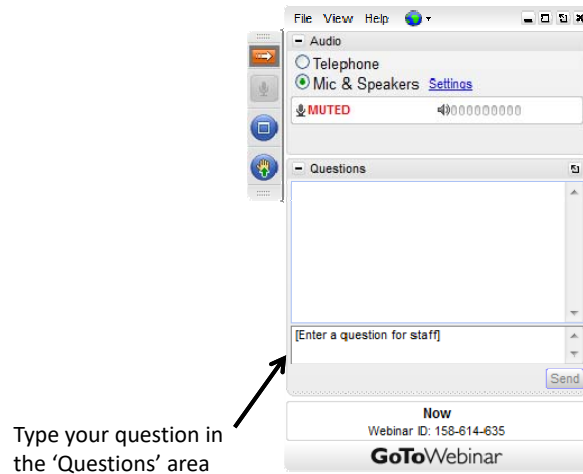 File View Help
Audio
Telephone
Mic & Speakers Settings
MUTED 000000000
Questions
[Enter a question for staff]
Send
Now
Webinar ID: 158-614-635
GoToWebinar
Type your question in
the ‘Questions’ area